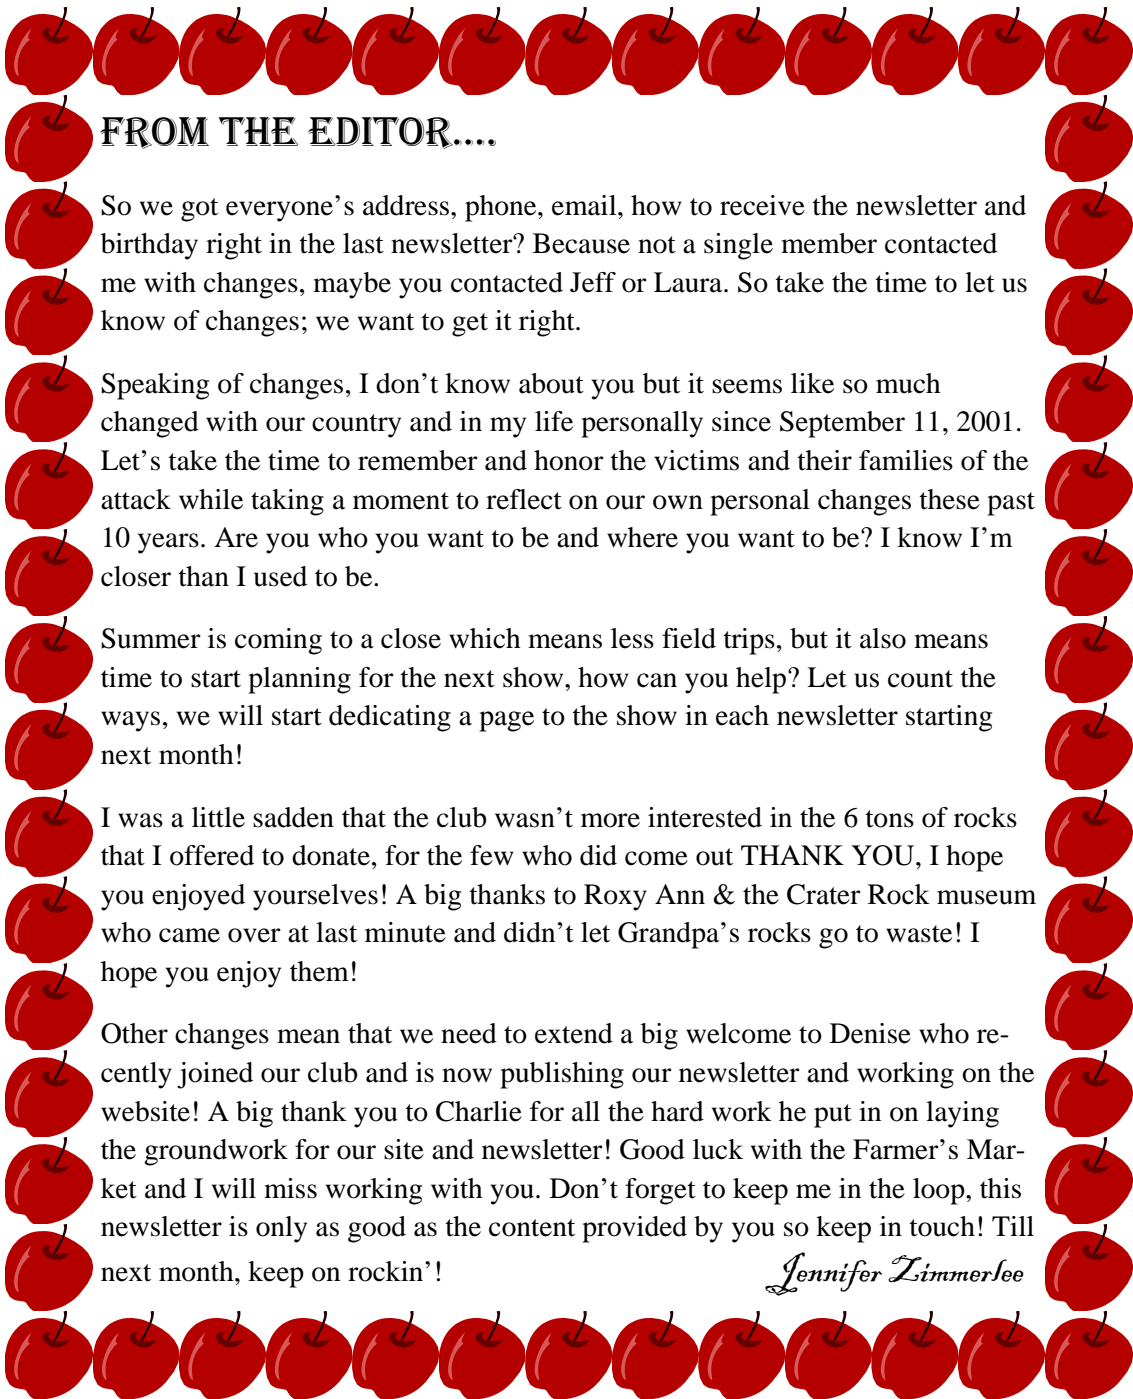 FROM THE EDITOR....
So we got everyone’s address, phone, email, how to receive the newsletter and
birthday right in the last newsletter? Because not a single member contacted
me with changes, maybe you contacted Jeff or Laura. So take the time to let us
know of changes; we want to get it right.
Speaking of changes, I don’t know about you but it seems like so much
changed with our country and in my life personally since September 11, 2001.
Let’s take the time to remember and honor the victims and their families of the
attack while taking a moment to reflect on our own personal changes these past
10 years. Are you who you want to be and where you want to be? I know I’m
closer than I used to be.
Summer is coming to a close which means less field trips, but it also means
time to start planning for the next show, how can you help? Let us count the
ways, we will start dedicating a page to the show in each newsletter starting
next month!
I was a little sadden that the club wasn’t more interested in the 6 tons of rocks
that I offered to donate, for the few who did come out THANK YOU, I hope
you enjoyed yourselves! A big thanks to Roxy Ann & the Crater Rock museum
who came over at last minute and didn’t let Grandpa’s rocks go to waste! I
hope you enjoy them!
Other changes mean that we need to extend a big welcome to Denise who re-
cently joined our club and is now publishing our newsletter and working on the
website! A big thank you to Charlie for all the hard work he put in on laying
the groundwork for our site and newsletter! Good luck with the Farmer’s Mar-
ket and I will miss working with you. Don’t forget to keep me in the loop, this
newsletter is only as good as the content provided by you so keep in touch! Till
next month, keep on rockin’! Jennifer Zimmerlee